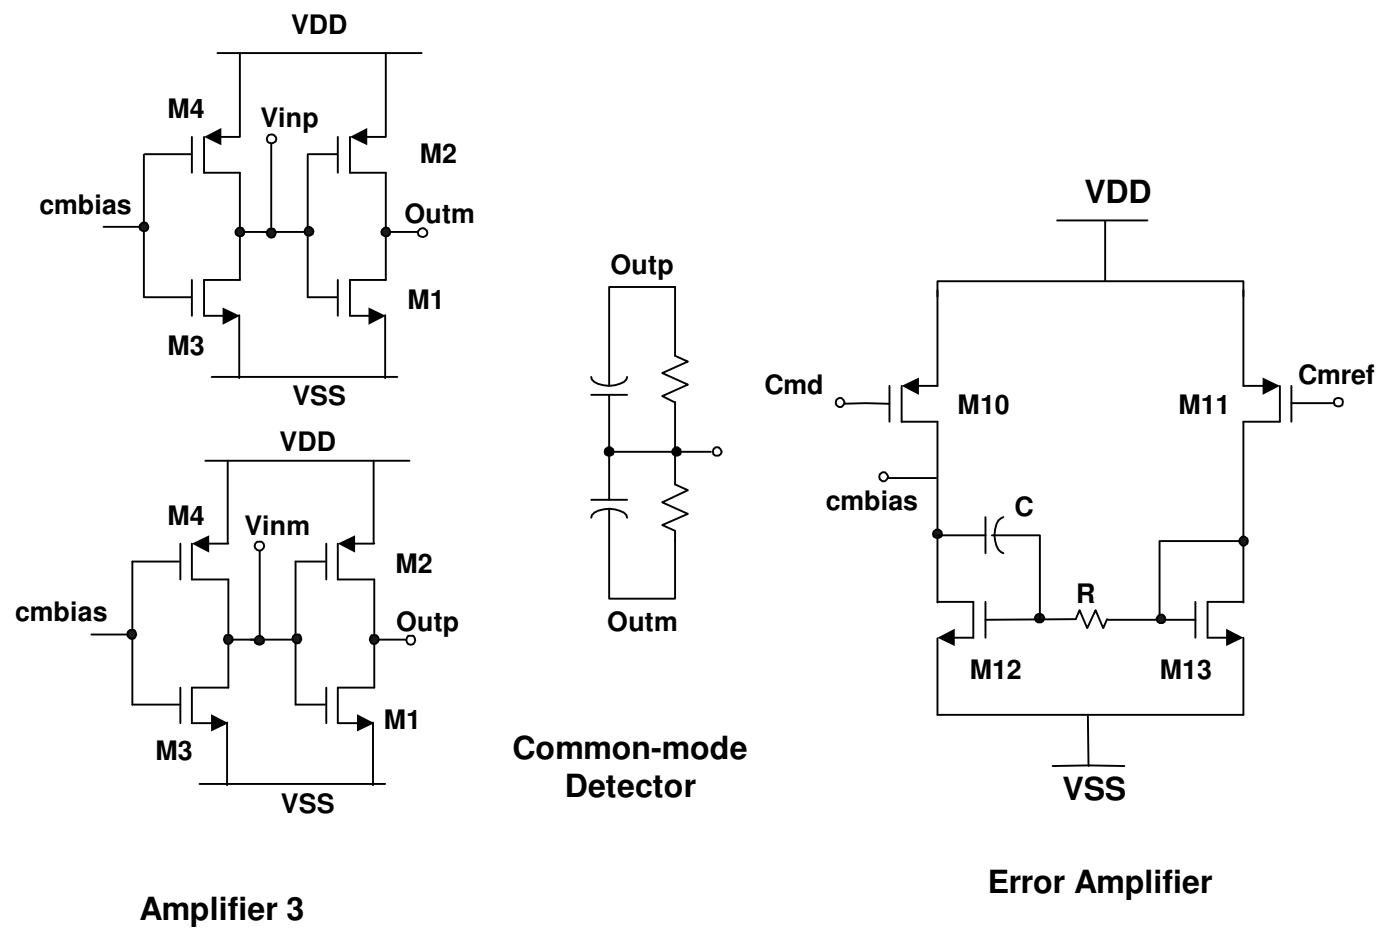 VDD
M4
Vinp
M2
cmbias
Outm
M1
M3
VSS
VDD
M4
Vinm
M2
cmbias
Outp
M1
M3
VSS
Amplifier 3
Outp
Outm
Common-mode
Detector
VDD
Cmd
M10
M11
Cmref
cmbias
C
R
M12
M13
VSS
Error Amplifier